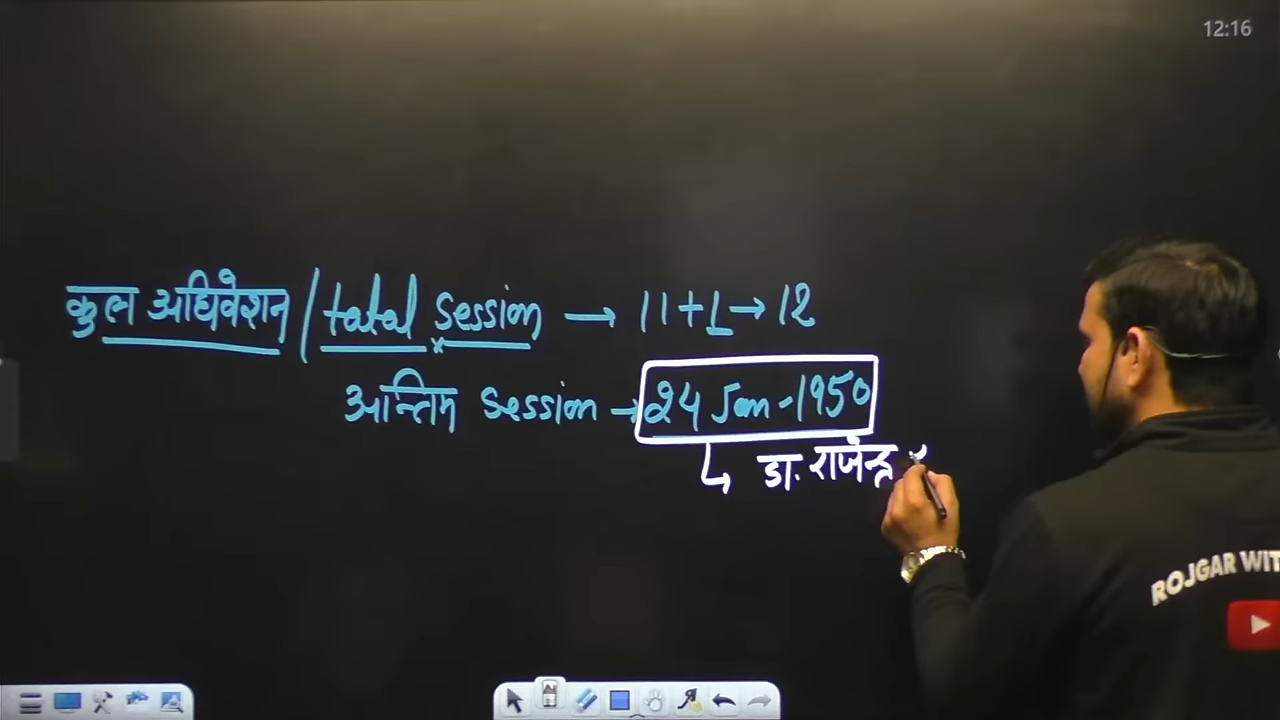 12:16
कुल अधिवेशन / total session → 11 + 1 → 12
अन्तिम session → 24 Jan - 1950
↳ डा. राजेन्द्र
ROJGAR WIT